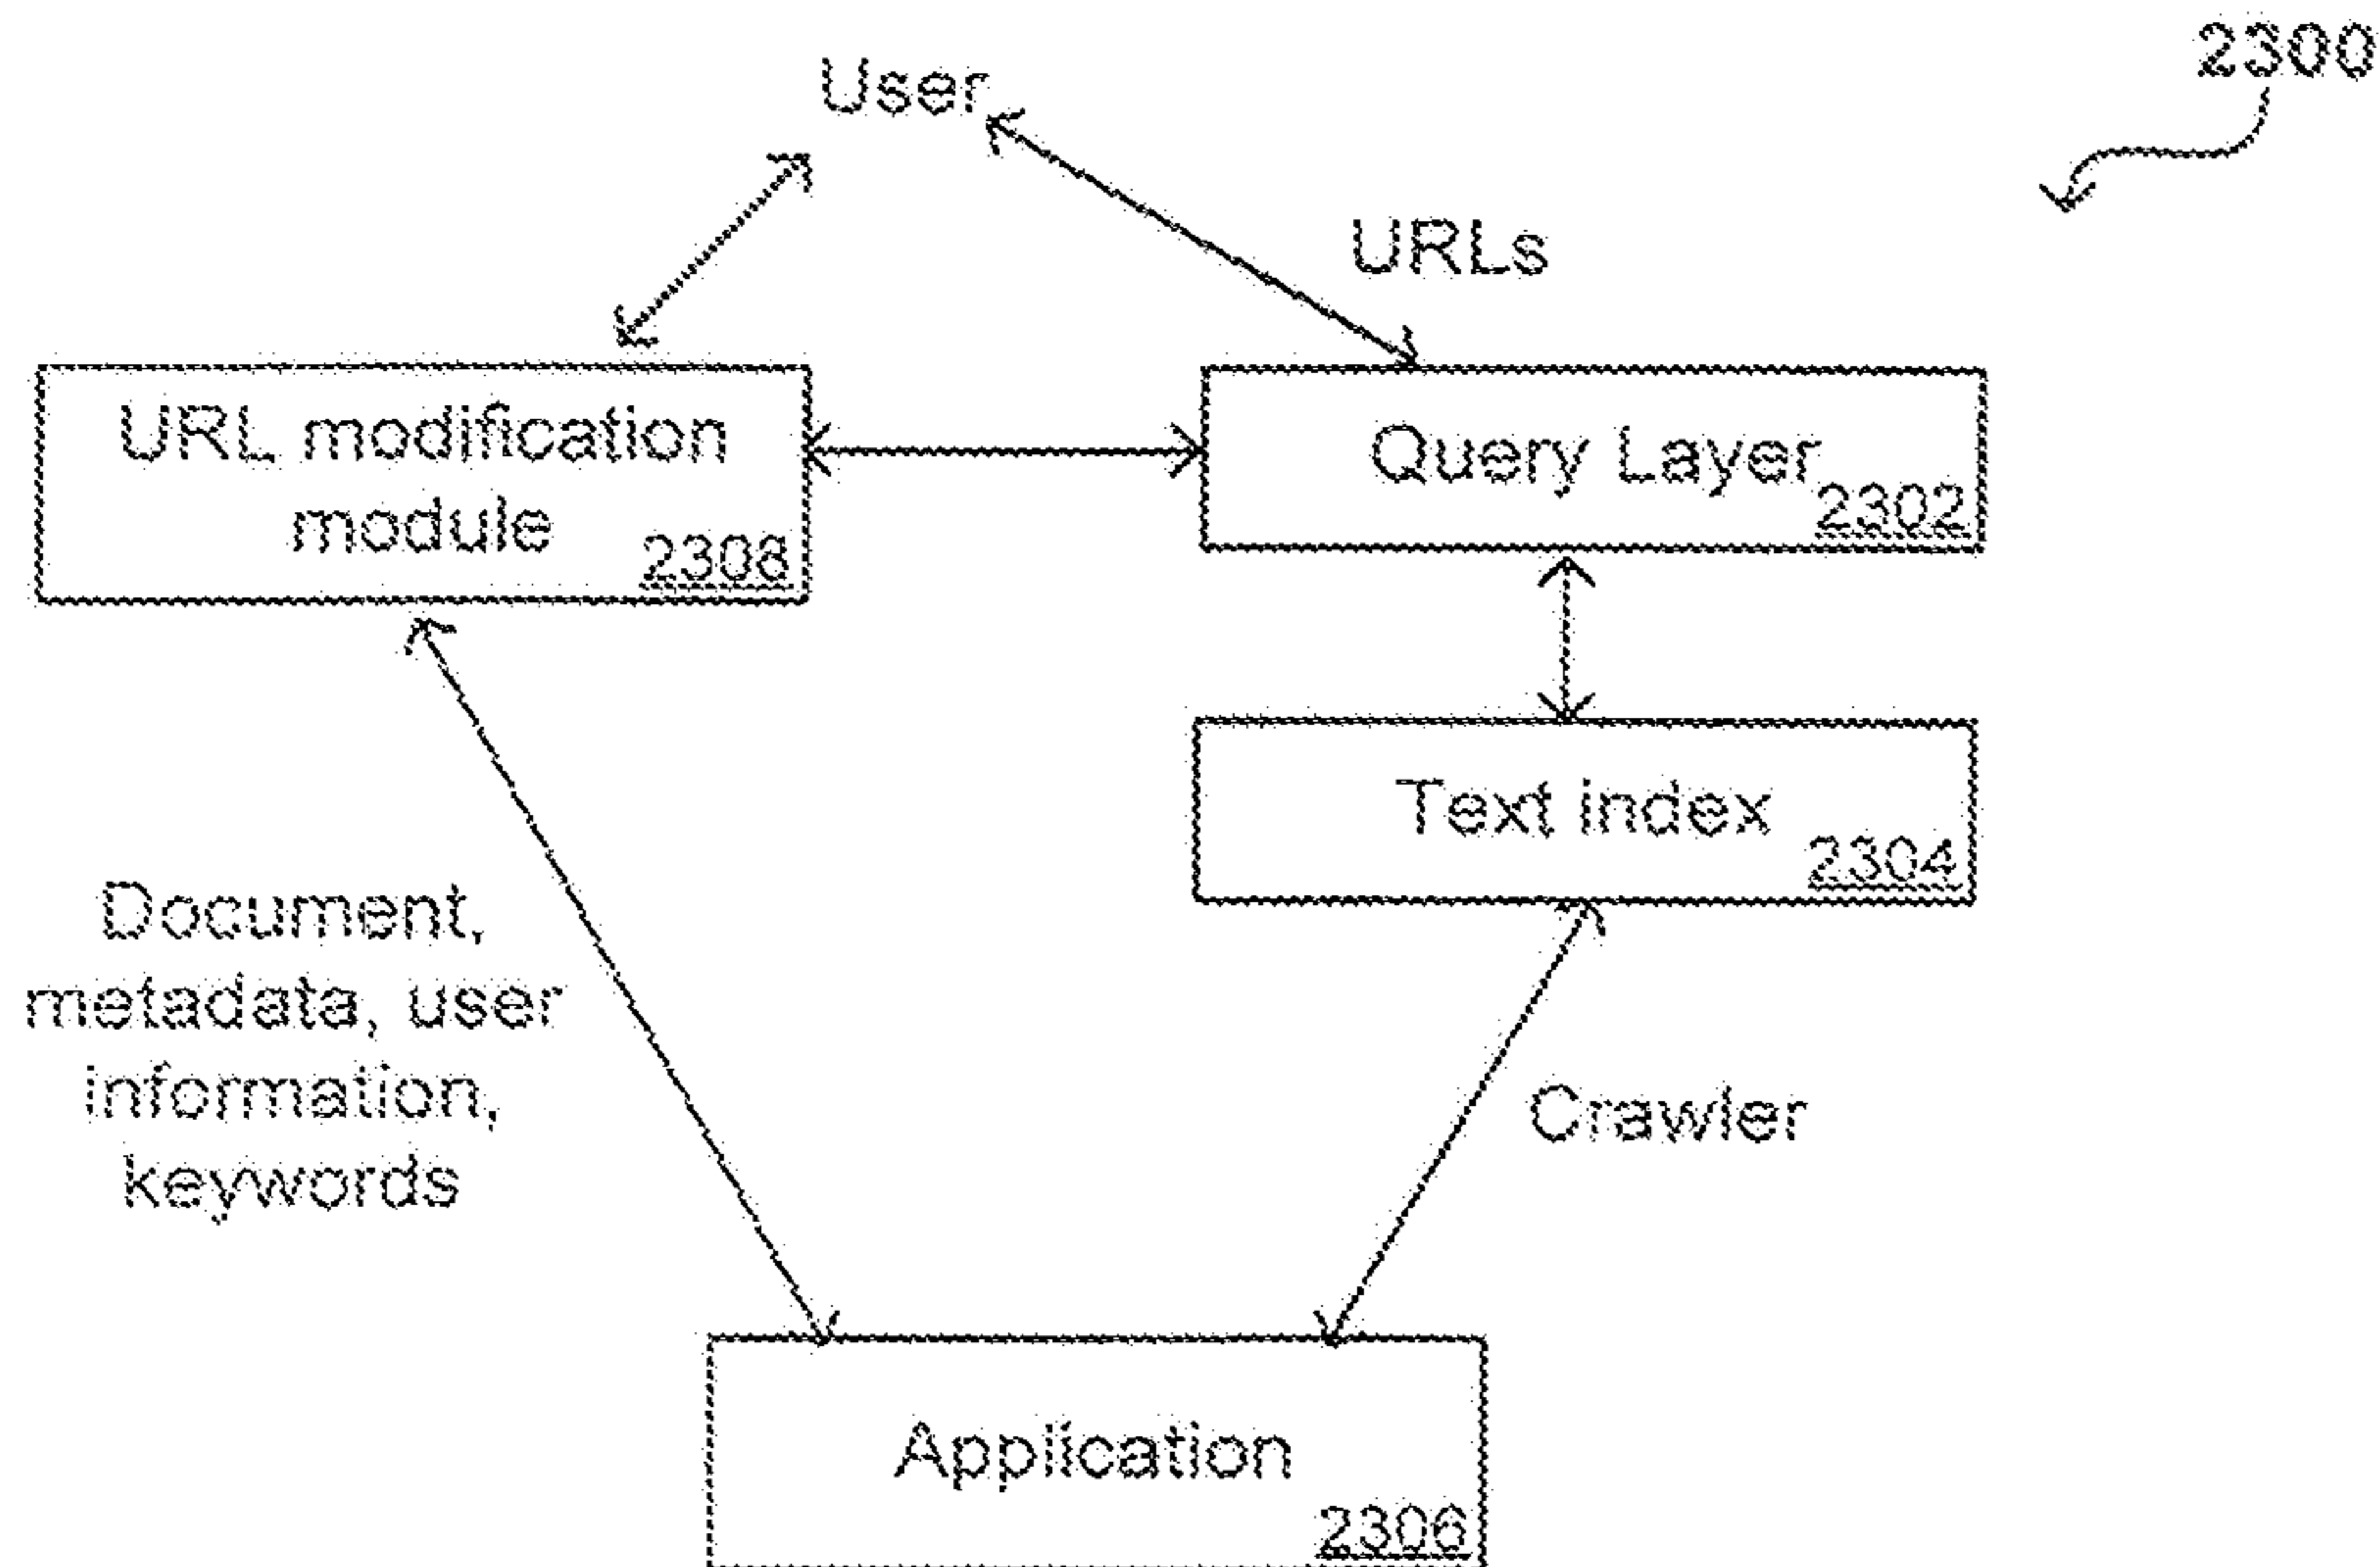 2300
User
URLs
URL modification
module
2308
Query Layer
2302
Text index
2304
Document,
metadata, user
information,
keywords
Crawler
Application
2306